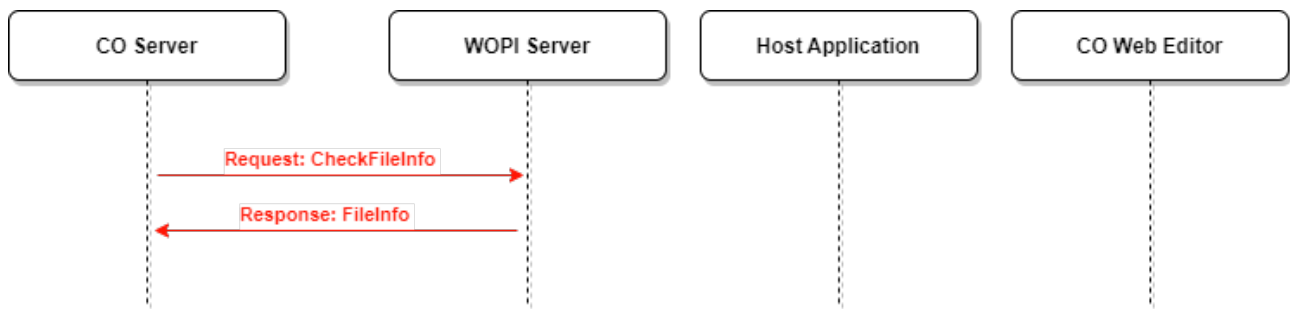 CO Server
WOPI Server
Host Application
CO Web Editor
Request: CheckFileInfo
Response: FileInfo